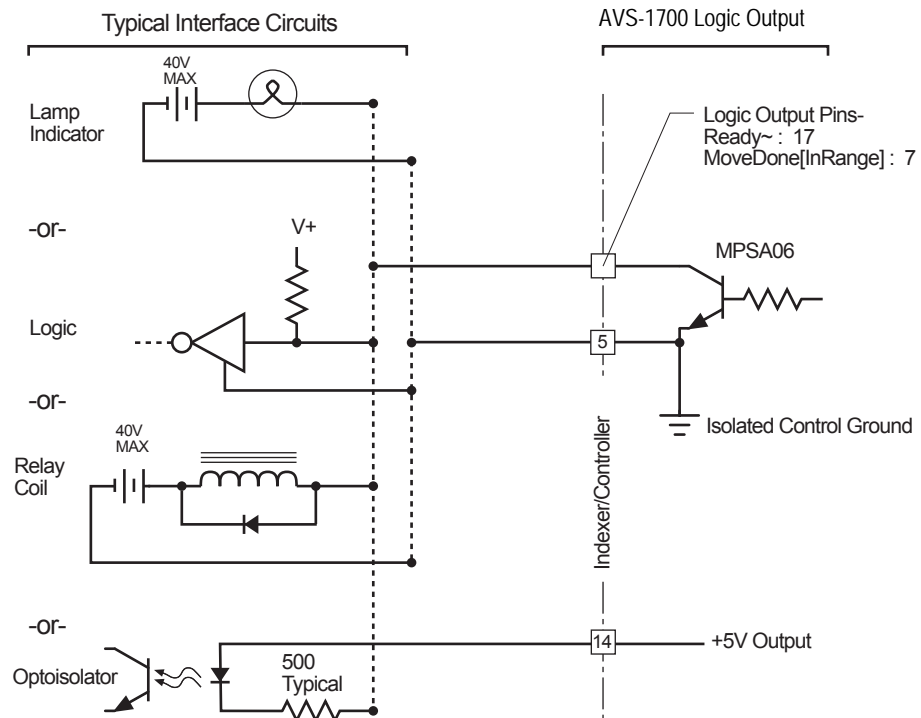 Typical Interface Circuits
AVS-1700 Logic Output
40V
MAX
Lamp
Indicator
Logic Output Pins-
Ready~ : 17
MoveDone[InRange] : 7
-or-
V+
MPSA06
Logic
5
-or-
Isolated Control Ground
40V
MAX
Relay
Coil
Indexer/Controller
-or-
14
+5V Output
Optoisolator
500
Typical